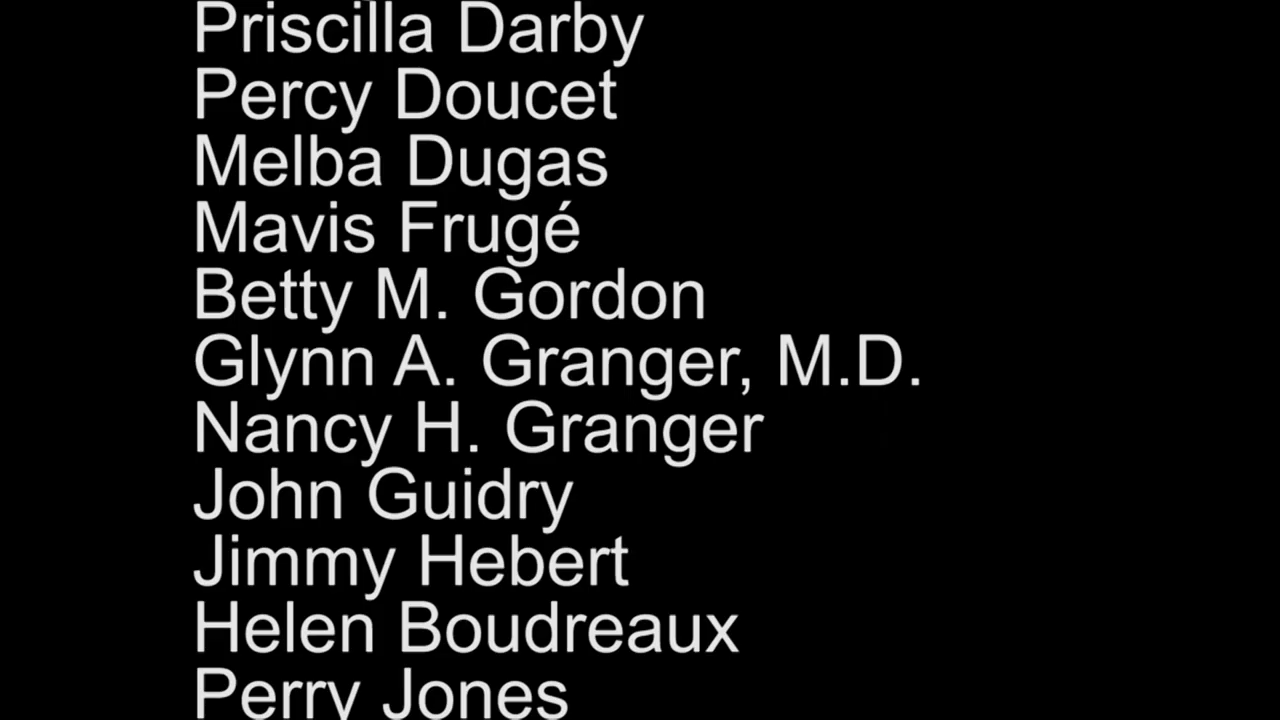 Priscilla Darby
Percy Doucet
Melba Dugas
Mavis Frugé
Betty M. Gordon
Glynn A. Granger, M.D.
Nancy H. Granger
John Guidry
Jimmy Hebert
Helen Boudreaux
Perry Jones